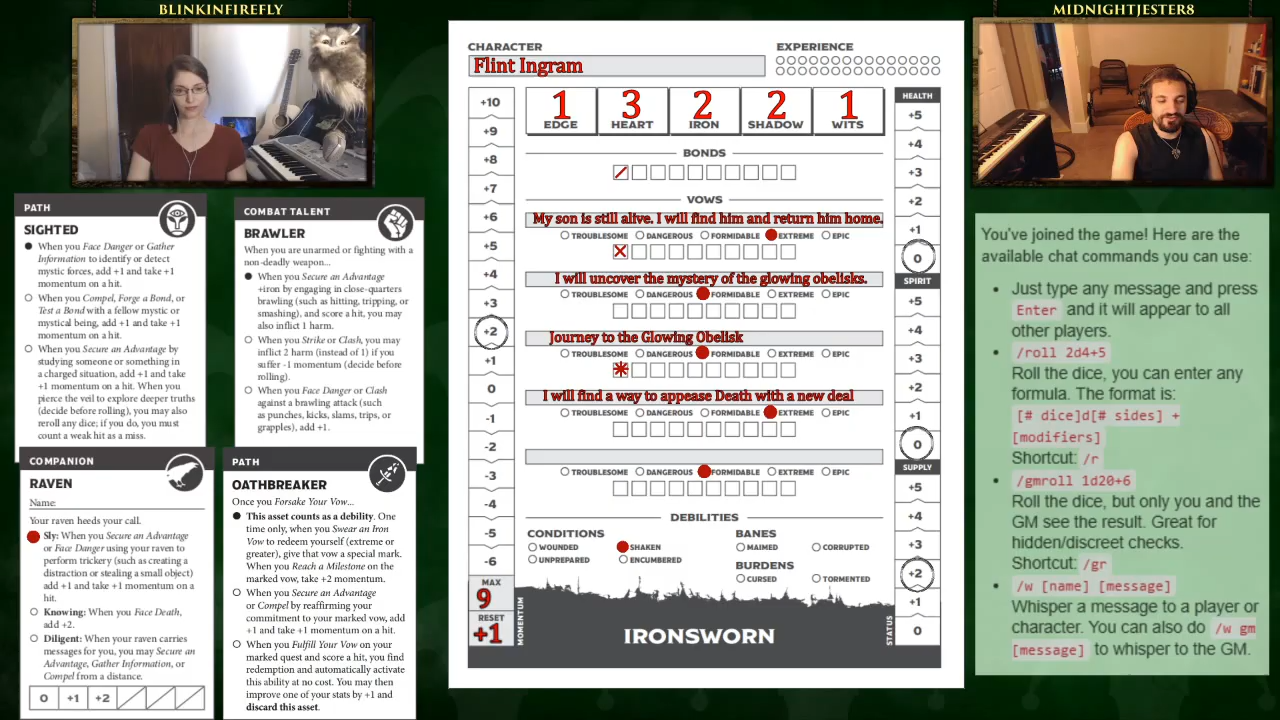 BLINKINFIREFLY
MIDNIGHTJESTER8
PATH
SIGHTED
When you Face Danger or Gather
Information to identify or detect
mystic forces, add +1 and take +1
momentum on a hit.
When you Compel, Forge a Bond, or
Test a Bond with a fellow mystic or
mystical being, add +1 and take +1
momentum on a hit.
When you Secure an Advantage by
studying someone or something in
a charged situation, add +1 and take
+1 momentum on a hit. When you
pierce the veil to explore deeper truths
(decide before rolling), you may also
reroll any dice; if you do, you must
count a weak hit as a miss.
COMBAT TALENT
BRAWLER
When you are unarmed or fighting with a
non-deadly weapon...
When you Secure an Advantage
+iron by engaging in close-quarters
brawling (such as hitting, tripping, or
smashing), and score a hit, you may
also inflict 1 harm.
When you Strike or Clash, you may
inflict 2 harm (instead of 1) if you
suffer -1 momentum (decide before
rolling).
When you Face Danger or Clash
against a brawling attack (such
as punches, kicks, slams, trips, or
grapples), add +1.
COMPANION
RAVEN
Name:
Your raven heeds your call.
Sly: When you Secure an Advantage
or Face Danger using your raven to
perform trickery (such as creating a
distraction or stealing a small object)
add +1 and take +1 momentum on a
hit.
Knowing: When you Face Death,
add +2.
Diligent: When your raven carries
messages for you, you may Secure an
Advantage, Gather Information, or
Compel from a distance.
0 +1 +2
PATH
OATHBREAKER
Once you Forsake Your Vow...
This asset counts as a debility. One
time only, when you Swear an Iron
Vow to redeem yourself (extreme or
greater), give that vow a special mark.
When you Reach a Milestone on the
marked vow, take +2 momentum.
When you Secure an Advantage
or Compel by reaffirming your
commitment to your marked vow, add
+1 and take +1 momentum on a hit.
When you Fulfill Your Vow on
your marked quest and score a hit, you find
redemption and automatically activate
this ability at no cost. You may then
improve one of your stats by +1 and
discard this asset.
CHARACTER
Flint Ingram
EXPERIENCE
+10
+9
+8
+7
+6
+5
+4
+3
+2
+1
0
-1
-2
-3
-4
-5
-6
MAX
9
RESET
+1
MOMENTUM
1 3 2 2 1
EDGE HEART IRON SHADOW WITS
BONDS
VOWS
My son is still alive. I will find him and return him home.
TROUBLESOME DANGEROUS FORMIDABLE EXTREME EPIC
I will uncover the mystery of the glowing obelisks.
TROUBLESOME DANGEROUS FORMIDABLE EXTREME EPIC
Journey to the Glowing Obelisk
TROUBLESOME DANGEROUS FORMIDABLE EXTREME EPIC
I will find a way to appease Death with a new deal
TROUBLESOME DANGEROUS FORMIDABLE EXTREME EPIC
TROUBLESOME DANGEROUS FORMIDABLE EXTREME EPIC
DEBILITIES
CONDITIONS BANES
WOUNDED SHAKEN MAIMED CORRUPTED
UNPREPARED ENCUMBERED
BURDENS
CURSED TORMENTED
IRONSWORN
HEALTH
+5
+4
+3
+2
+1
0
SPIRIT
+5
+4
+3
+2
+1
0
SUPPLY
+5
+4
+3
+2
+1
0
STATUS
You've joined the game! Here are the
available chat commands you can use:
Just type any message and press
Enter and it will appear to all
other players.
/roll 2d4+5
Roll the dice, you can enter any
formula. The format is:
[# dice]d[# sides] +
[modifiers]
Shortcut: /r
/gmroll 1d20+6
Roll the dice, but only you and the
GM see the result. Great for
hidden/discreet checks.
Shortcut: /gr
/w [name] [message]
Whisper a message to a player or
character. You can also do /w gm
[message] to whisper to the GM.